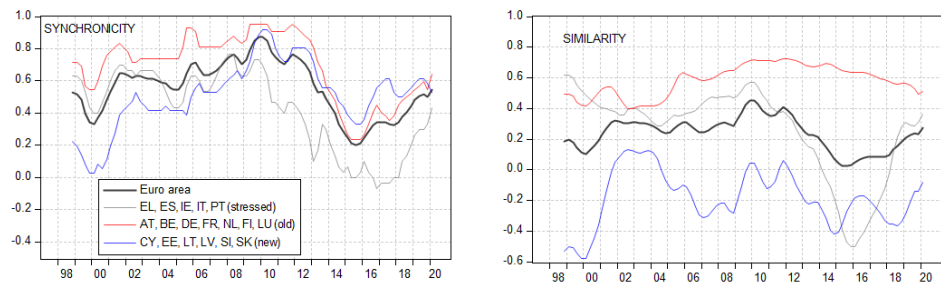 SYNCHRONICITY
1.0
0.8
0.6
0.4
0.2
0.0
-0.2
-0.4
Euro area
EL, ES, IE, IT, PT (stressed)
AT, BE, DE, FR, NL, FI, LU (old)
CY, EE, LT, LV, SI, SK (new)
98 00 02 04 06 08 10 12 14 16 18 20
SIMILARITY
1.0
0.8
0.6
0.4
0.2
0.0
-0.2
-0.4
-0.6
98 00 02 04 06 08 10 12 14 16 18 20